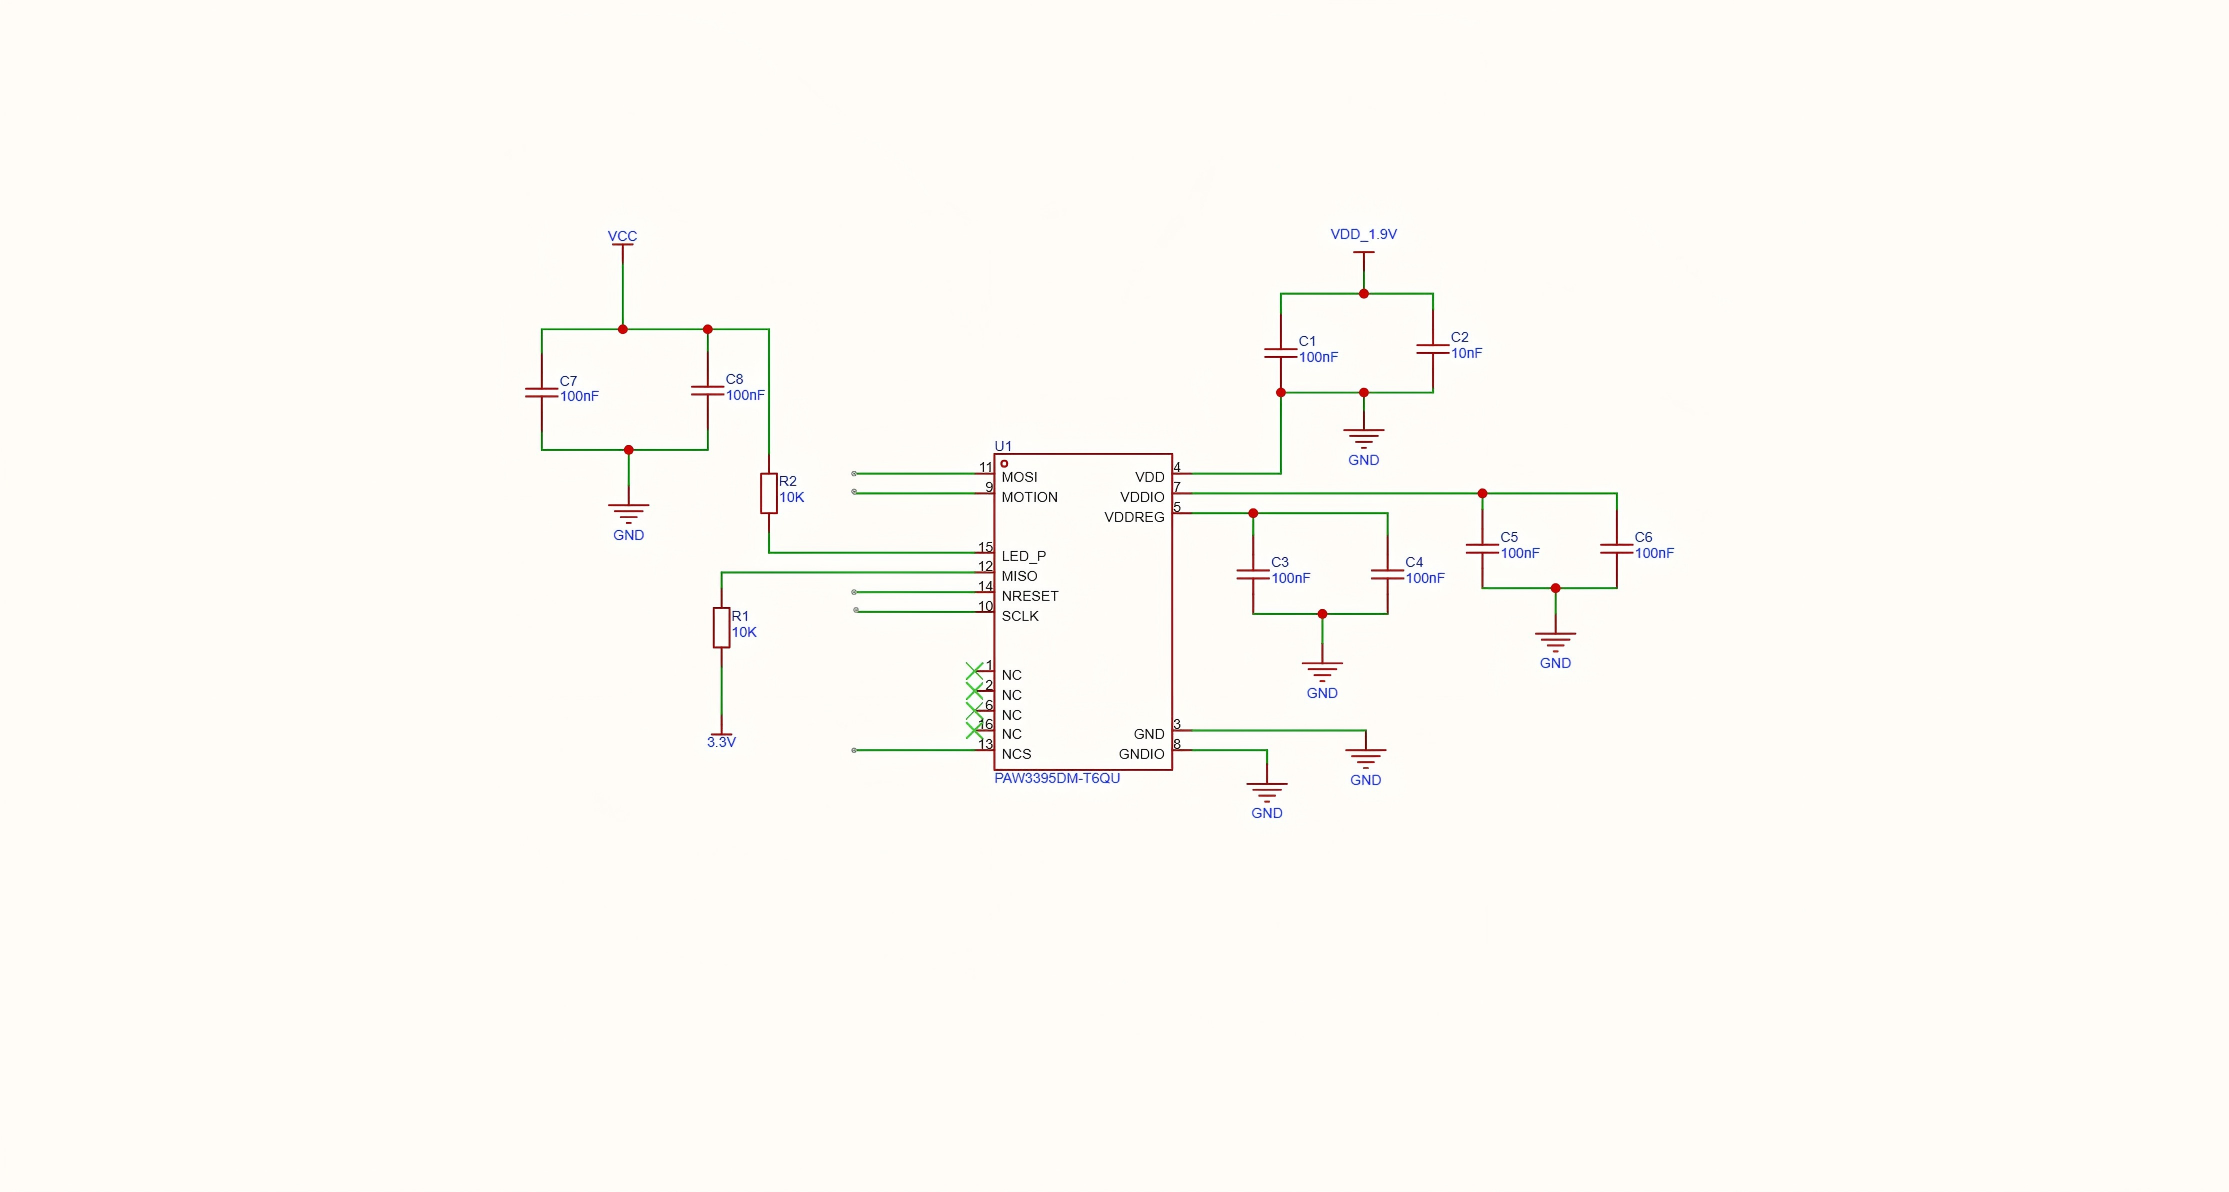 VCC
VDD_1.9V
C1
100nF
C2
10nF
C7
100nF
C8
100nF
GND
GND
R2
10K
U1
11
MOSI
9
MOTION
15
LED_P
12
MISO
14
NRESET
10
SCLK
1
NC
2
NC
6
NC
16
NC
13
NCS
4
VDD
7
VDDIO
5
VDDREG
3
GND
8
GNDIO
PAW3395DM-T6QU
R1
10K
3.3V
C3
100nF
C4
100nF
GND
C5
100nF
C6
100nF
GND
GND
GND